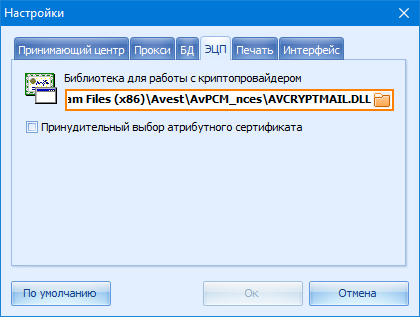 Настройки
Принимающий центр Прокси БД ЭЦП Печать Интерфейс
Библиотека для работы с криптопровайдером
am Files (x86)\Avest\AvPCM_nces\AVCRYPTMAIL.DLL
Принудительный выбор атрибутного сертификата
По умолчанию Ок Отмена